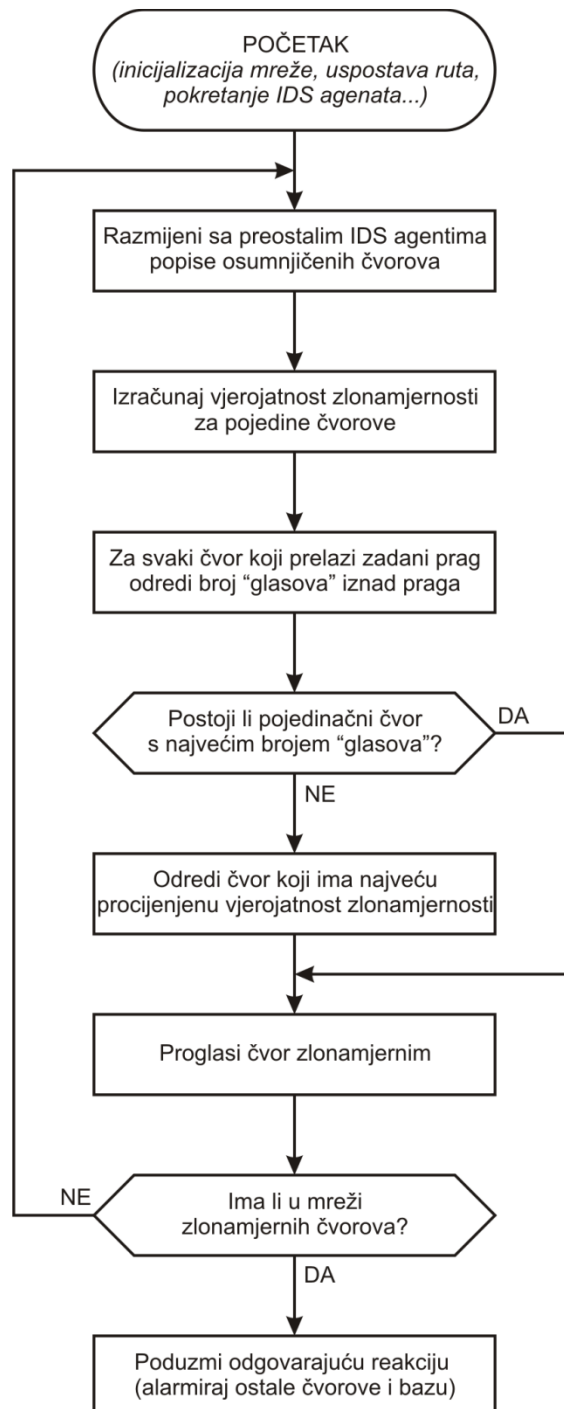 POČETAK
(inicijalizacija mreže, uspostava ruta,
pokretanje IDS agenata...)
Razmijeni sa preostalim IDS agentima
popise osumnjičenih čvorova
Izračunaj vjerojatnost zlonamjernosti
za pojedine čvorove
Za svaki čvor koji prelazi zadani prag
odredi broj “glasova” iznad praga
Postoji li pojedinačni čvor
s najvećim brojem “glasova”?
DA
NE
Odredi čvor koji ima najveću
procijenjenu vjerojatnost zlonamjernosti
Proglasi čvor zlonamjernim
NE
Ima li u mreži
zlonamjernih čvorova?
DA
Poduzmi odgovarajuću reakciju
(alarmiraj ostale čvorove i bazu)